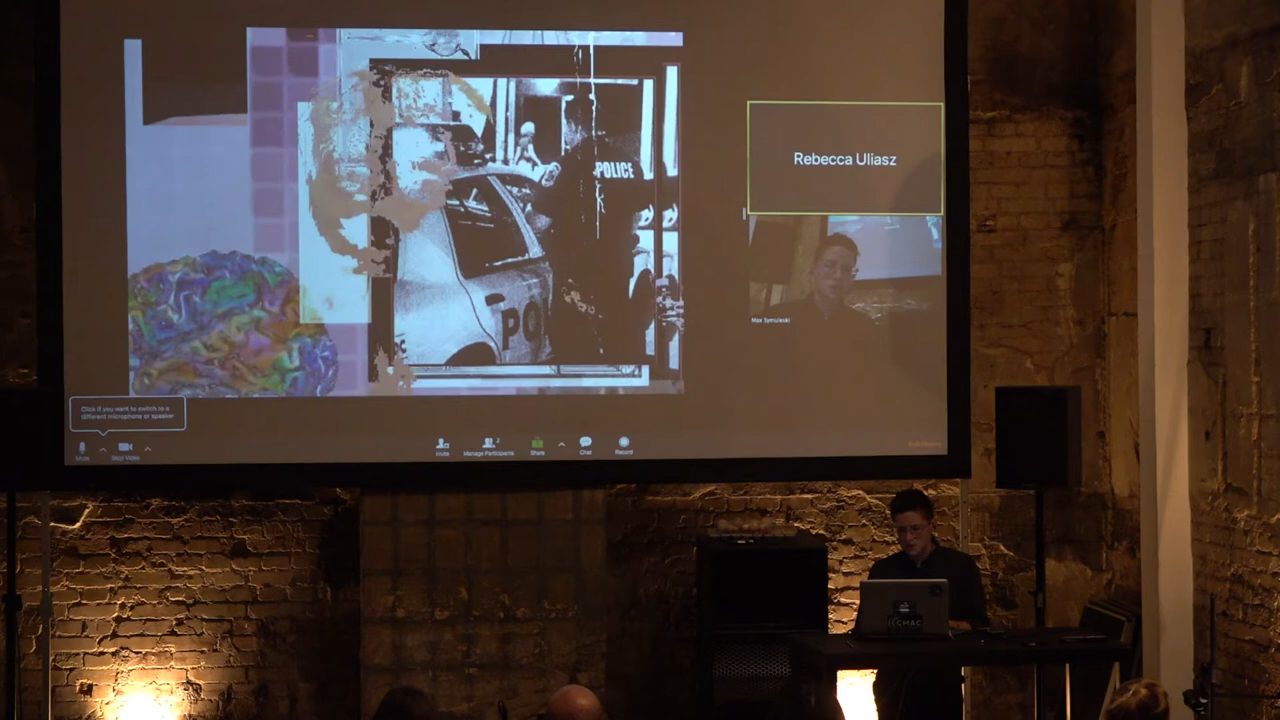 POLICE
PO
Rebecca Uliasz
Max Symuleski
Click if you want to switch to a
different microphone or speaker
Mute
Stop Video
Invite
Manage Participants
2
Share
Chat
Record
CMAC